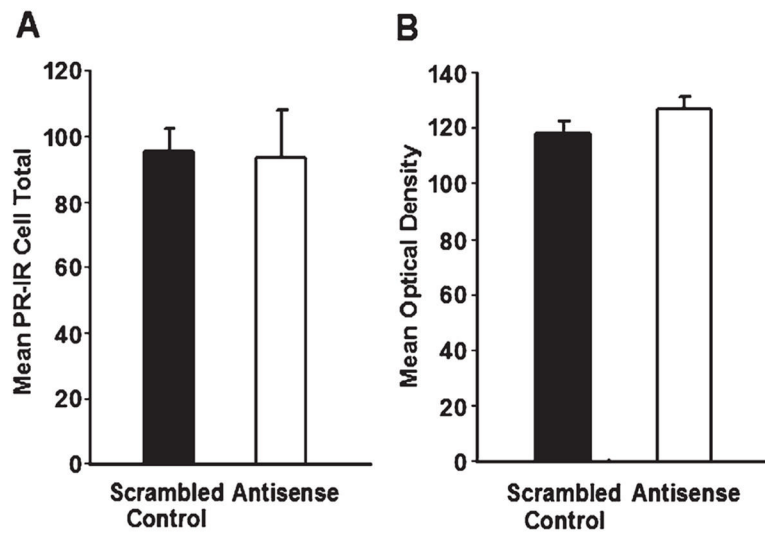 A
Mean PR-IR Cell Total
120
100
80
60
40
20
0
Scrambled Antisense
Control
B
Mean Optical Density
140
120
100
80
60
40
20
0
Scrambled Antisense
Control